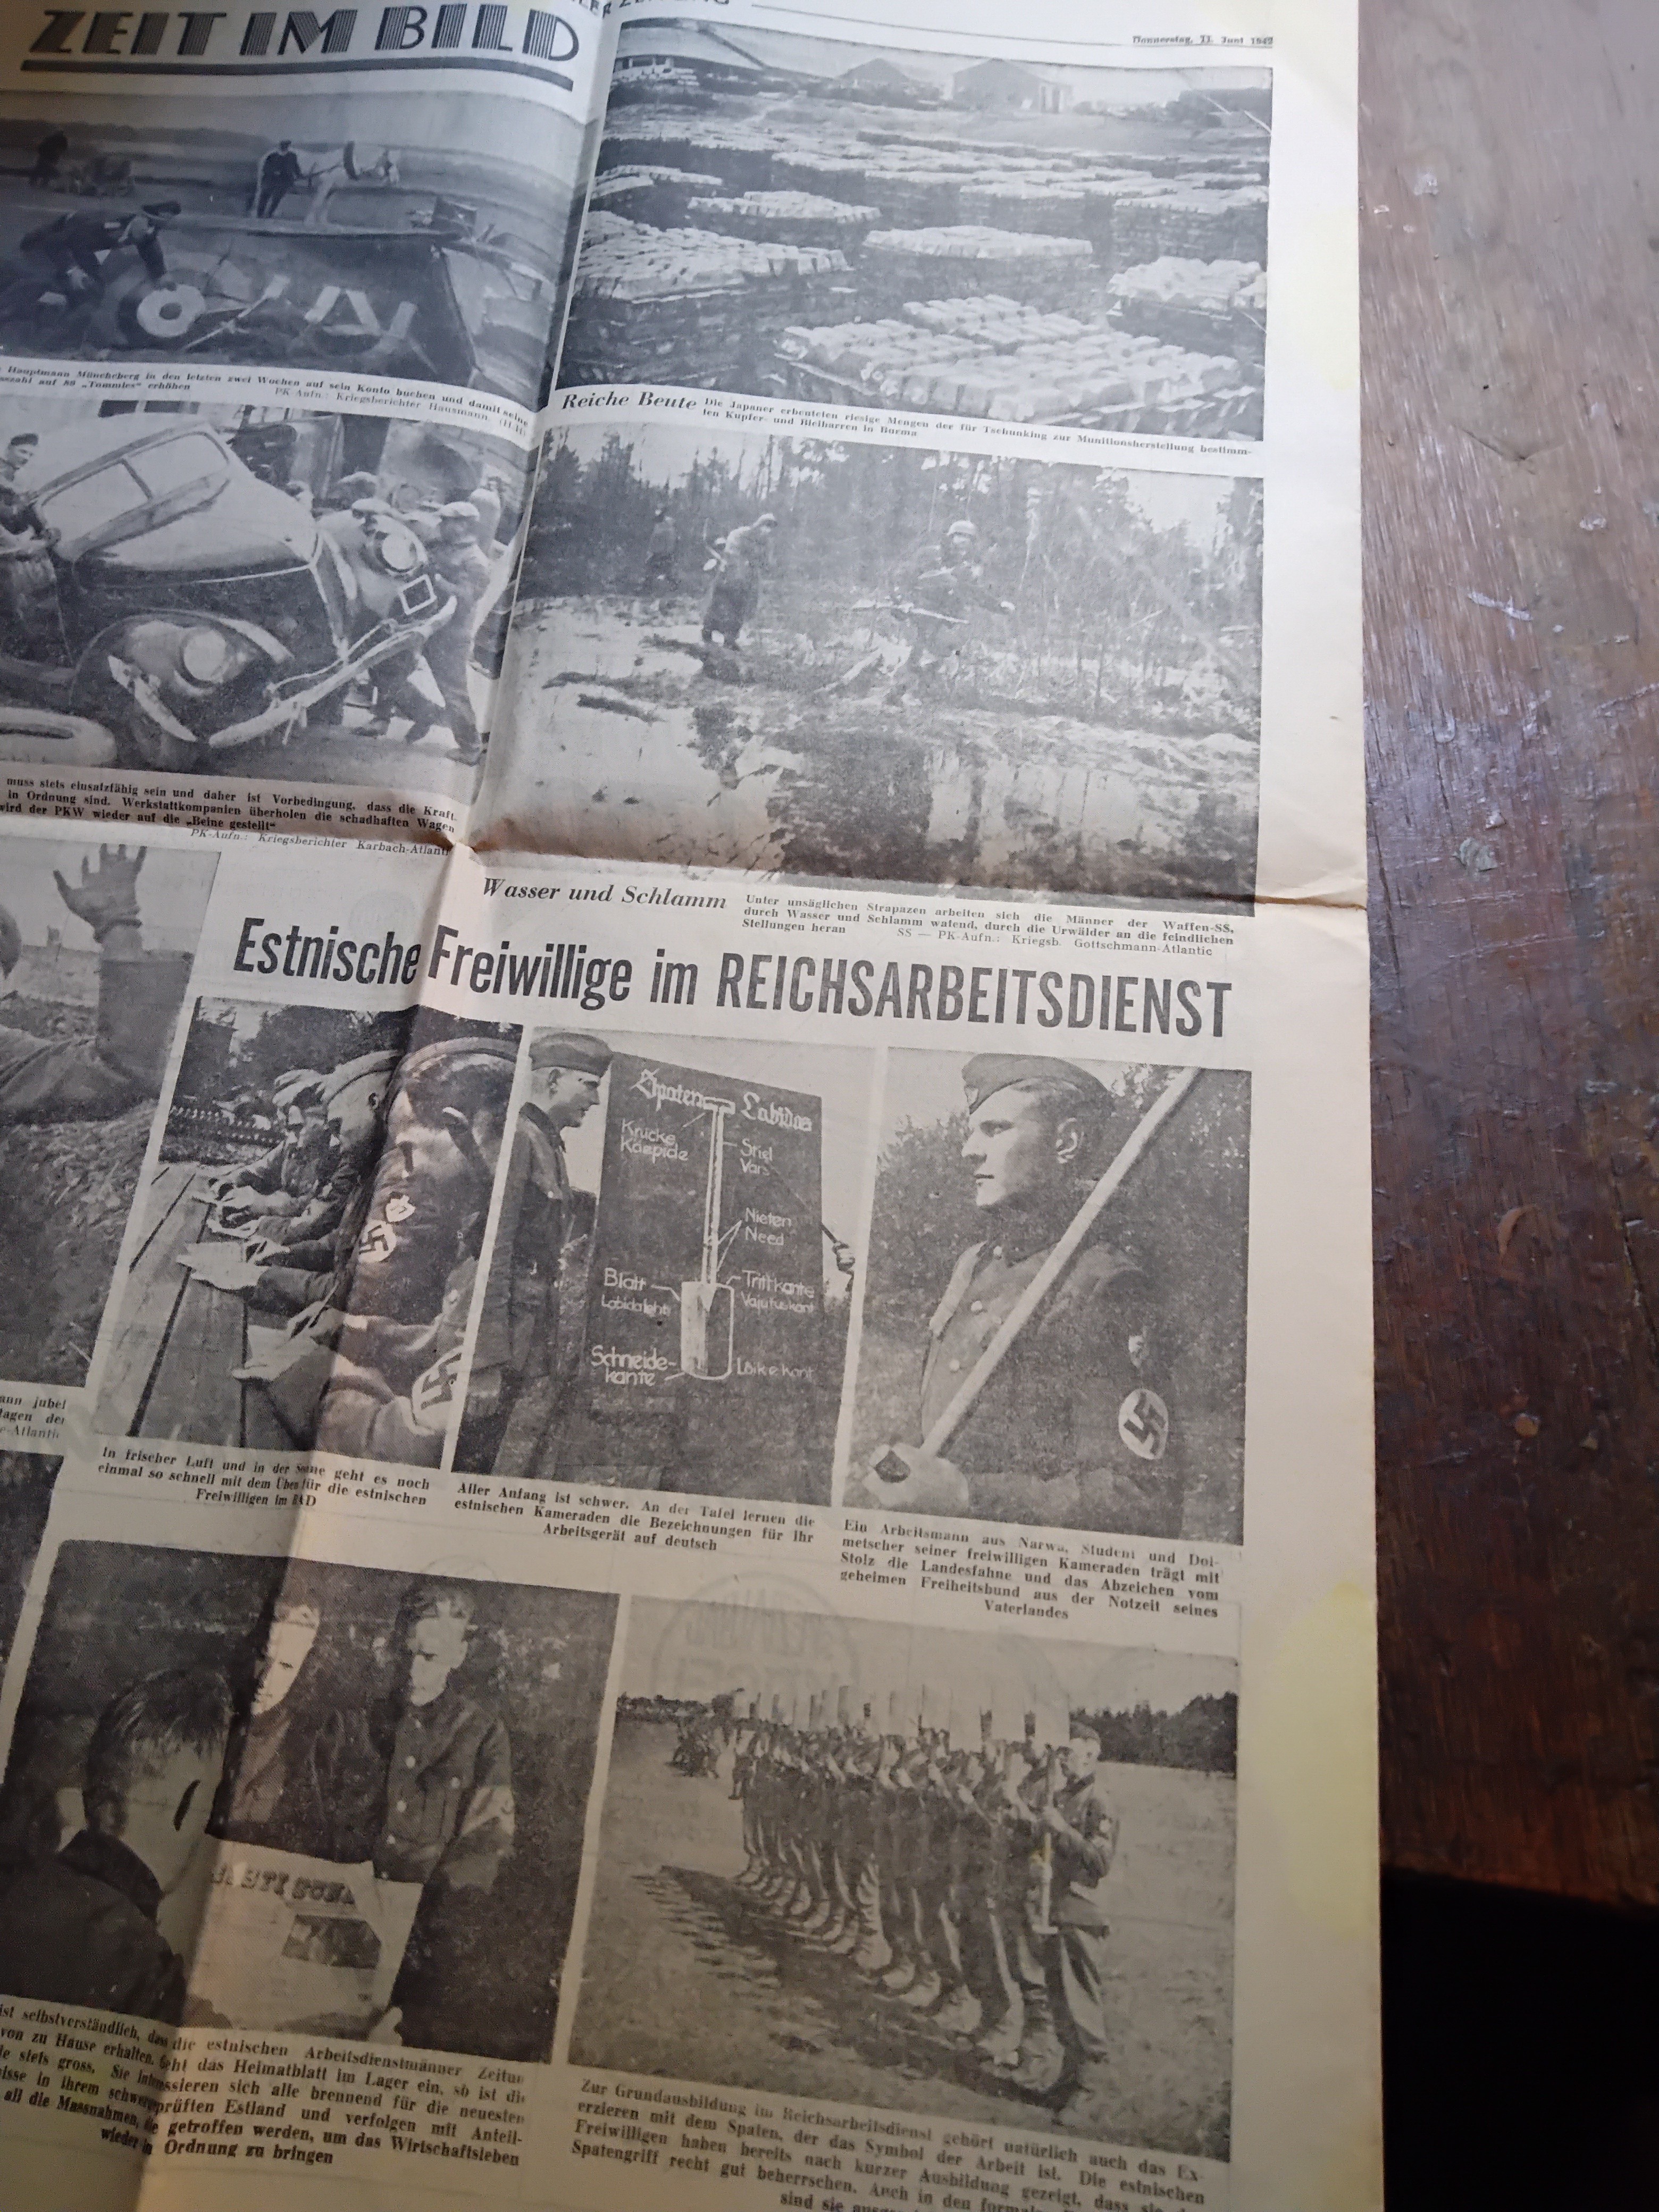 ZEIT IM BILD
Donnerstag, 11. Juni 1942
Hauptmann Müncheberg in den letzten zwei Wochen auf sein Konto buchen und damit seine
auf 80 „Tommies“ erhöhen
PK-Aufn.: Kriegsberichter Hausmann.
Reiche Beute Die Japaner erbeuteten riesige Mengen der für Tschunking zur Munitionsherstellung bestimm-
ten Kupfer- und Bleibarren in Burma
muss stets einsatzfähig sein und daher ist Vorbedingung, dass die Kraft-
in Ordnung sind. Werkstattkompanien überholen die schadhaften Wagen
wird der PKW wieder auf die „Beine gestellt“
PK-Aufn.: Kriegsberichter Karbach-Atlanti
Wasser und Schlamm Unter unsäglichen Strapazen arbeiten sich die Männer der Waffen-SS,
durch Wasser und Schlamm watend, durch die Urwälder an die feindlichen
Stellungen heran SS — PK-Aufn.: Kriegsb. Gottschmann-Atlantic
Estnische Freiwillige im REICHSARBEITSDIENST
Spaten Labidas
Krücke
Käepide
Stiel
Vars
Nieten
Need
Blatt
Labidaleht
Trittkante
Vajutuskant
Schneide-
kante
Lõikekant
jubel
lagen der
-Atlantic
In frischer Luft und in der Sonne geht es noch
einmal so schnell mit dem Üben für die estnischen
Freiwilligen im RAD
Aller Anfang ist schwer. An der Tafel lernen die
estnischen Kameraden die Bezeichnungen für ihr
Arbeitsgerät auf deutsch
Ein Arbeitsmann aus Narwa, Student und Dol-
metscher seiner freiwilligen Kameraden trägt mit
Stolz die Landesfahne und das Abzeichen vom
geheimen Freiheitsbund aus der Notzeit seines
Vaterlandes
ist selbstverständlich, dass die estnischen Arbeitsdienstmänner Zeitun
von zu Hause erhalten. Geht das Heimatblatt im Lager ein, so ist die
stets gross. Sie interessieren sich alle brennend für die neuesten
isse in ihrem schwergeprüften Estland und verfolgen mit Anteil-
all die Massnahmen, die getroffen werden, um das Wirtschaftsleben
wieder in Ordnung zu bringen
Zur Grundausbildung im Reichsarbeitsdienst gehört natürlich auch das Ex-
erzieren mit dem Spaten, der das Symbol der Arbeit ist. Die estnischen
Freiwilligen haben bereits nach kurzer Ausbildung gezeigt, dass sie
Spatengriff recht gut beherrschen. Auch in den
sind sie